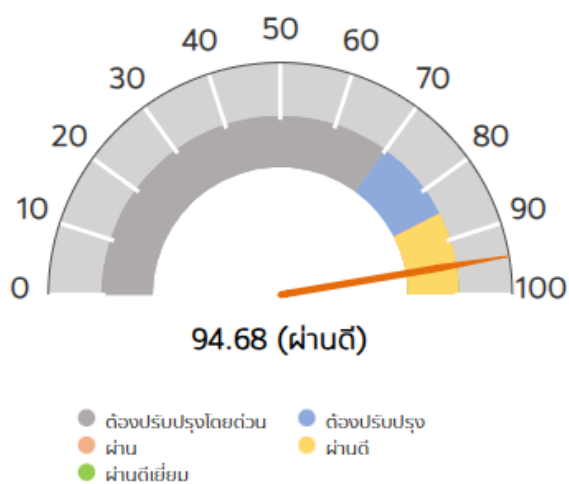 50
40
60
30
70
20
80
10
90
0
100
94.68 (ผ่านดี)
ต้องปรับปรุงโดยด่วน
ต้องปรับปรุง
ผ่าน
ผ่านดี
ผ่านดีเยี่ยม